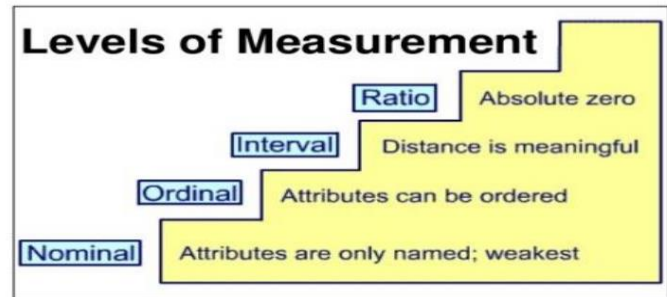 Levels of Measurement
Ratio Absolute zero
Interval Distance is meaningful
Ordinal Attributes can be ordered
Nominal Attributes are only named; weakest